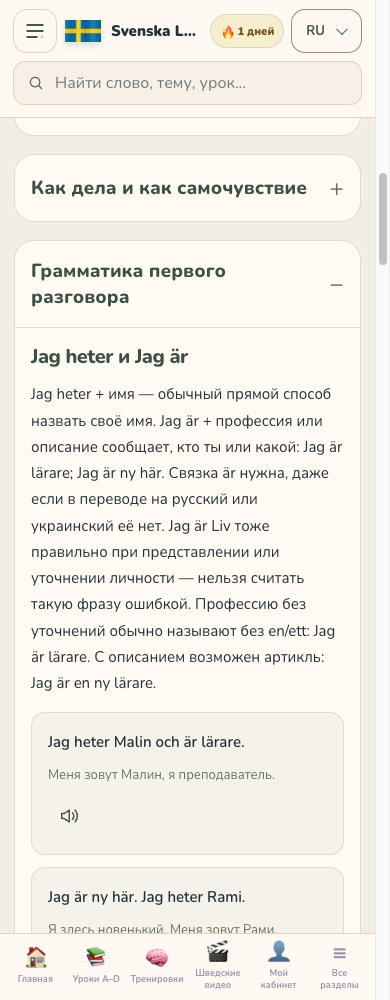 Svenska L...
🔥 1 дней
RU
Найти слово, тему, урок...
Как дела и как самочувствие
Грамматика первого
разговора
Jag heter и Jag är
Jag heter + имя — обычный прямой способ
назвать своё имя. Jag är + профессия или
описание сообщает, кто ты или какой: Jag är
lärare; Jag är ny här. Связка är нужна, даже
если в переводе на русский или
украинский её нет. Jag är Liv тоже
правильно при представлении или
уточнении личности — нельзя считать
такую фразу ошибкой. Профессию без
уточнений обычно называют без en/ett: Jag
är lärare. С описанием возможен артикль:
Jag är en ny lärare.
Jag heter Malin och är lärare.
Меня зовут Малин, я преподаватель.
Jag är ny här. Jag heter Rami.
Я здесь новенький. Меня зовут Рами.
Главная
Уроки A–D
Тренировки
Шведские
видео
Мой
кабинет
Все
разделы